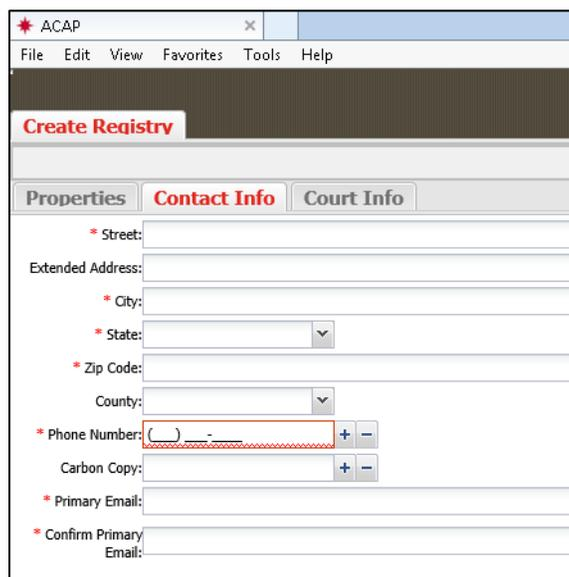 ACAP
File Edit View Favorites Tools Help
Create Registry
Properties Contact Info Court Info
* Street:
Extended Address:
* City:
* State:
* Zip Code:
County:
* Phone Number: (___) ___-____ + −
Carbon Copy: + −
* Primary Email:
* Confirm Primary
Email: